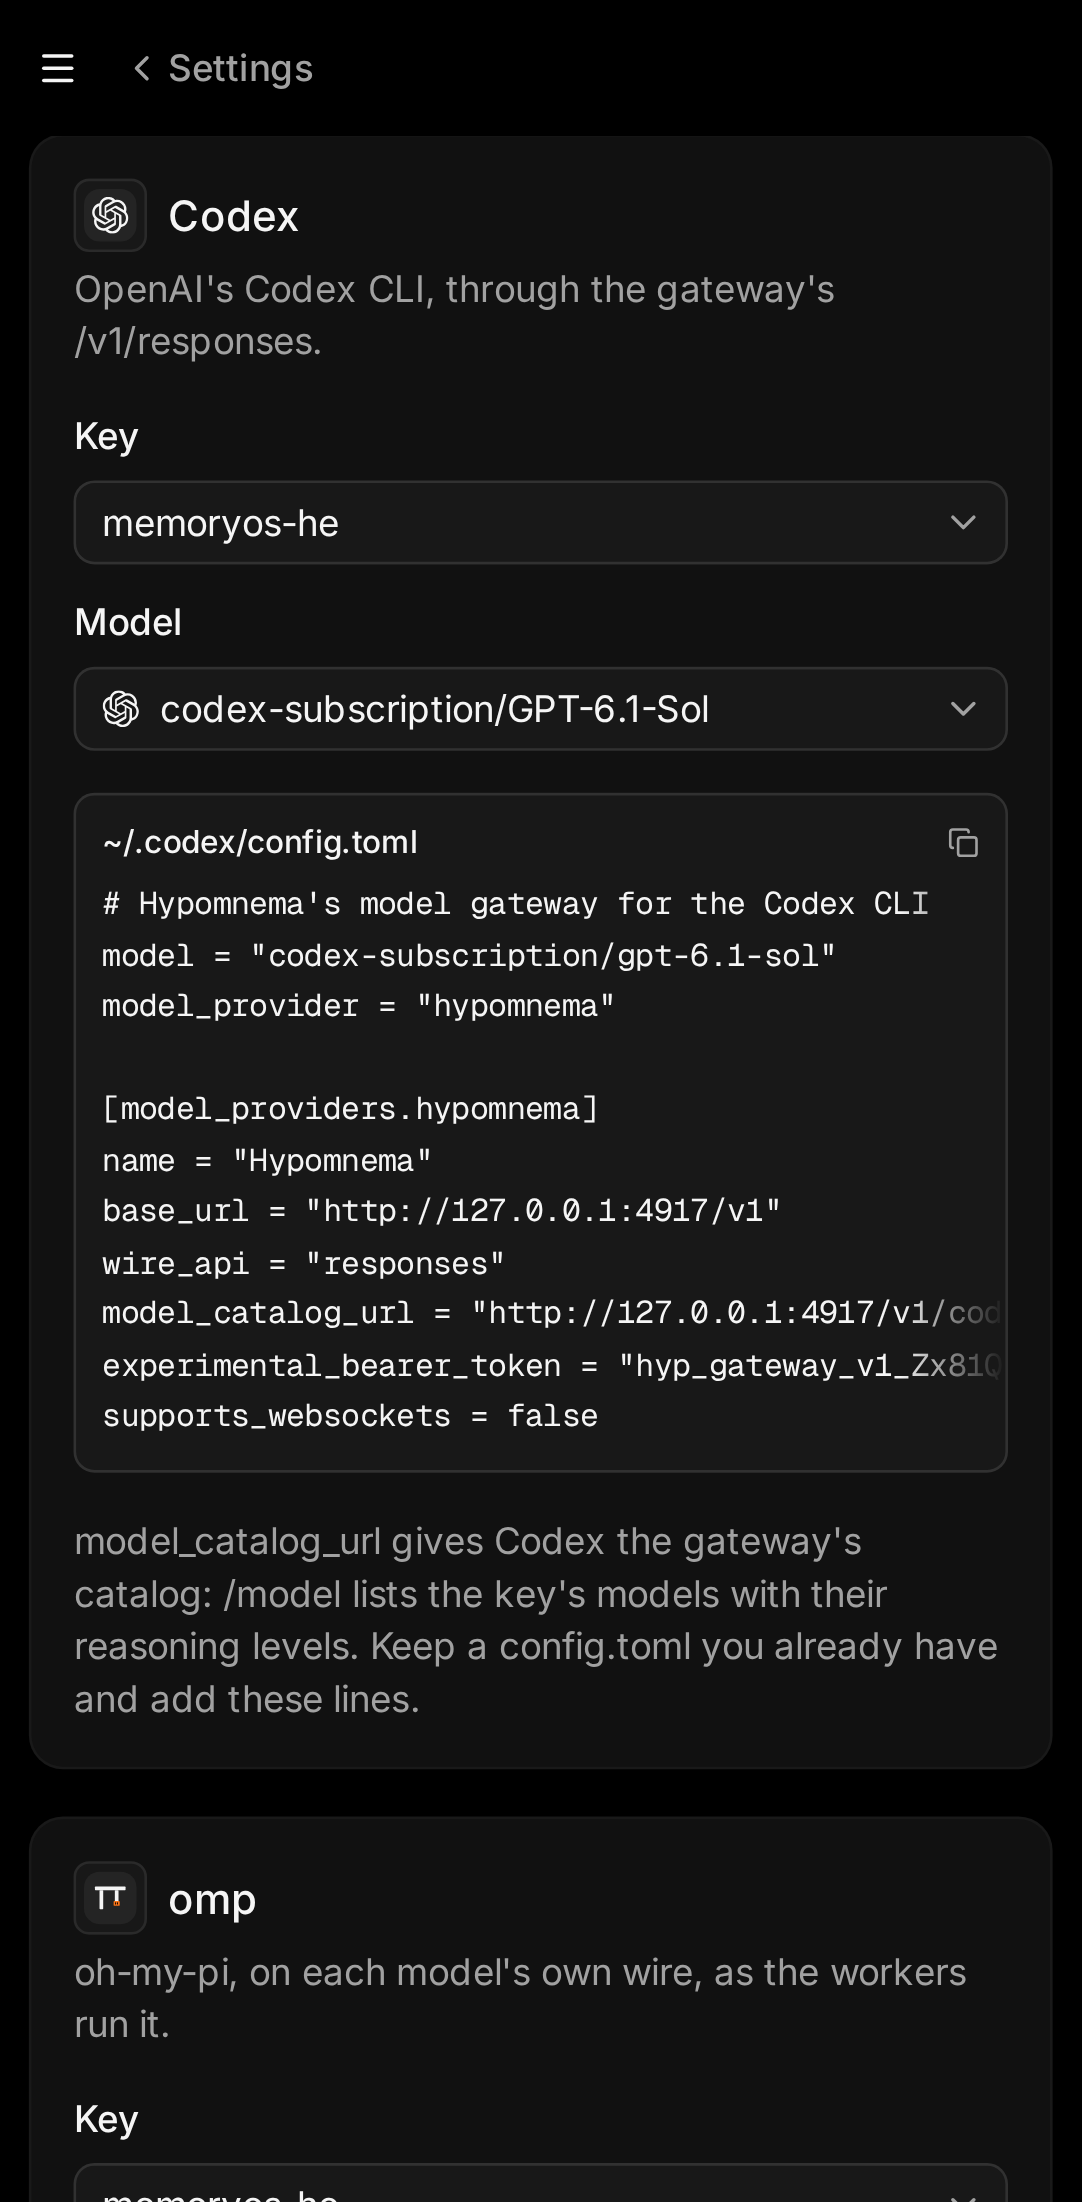 Settings
Codex
OpenAI's Codex CLI, through the gateway's
/v1/responses.
Key
memoryos-he
Model
codex-subscription/GPT-6.1-Sol
~/.codex/config.toml
# Hypomnema's model gateway for the Codex CLI
model = "codex-subscription/gpt-6.1-sol"
model_provider = "hypomnema"
[model_providers.hypomnema]
name = "Hypomnema"
base_url = "http://127.0.0.1:4917/v1"
wire_api = "responses"
model_catalog_url = "http://127.0.0.1:4917/v1/cod
experimental_bearer_token = "hyp_gateway_v1_Zx81Q
supports_websockets = false
model_catalog_url gives Codex the gateway's
catalog: /model lists the key's models with their
reasoning levels. Keep a config.toml you already have
and add these lines.
omp
oh-my-pi, on each model's own wire, as the workers
run it.
Key
memoryos-he